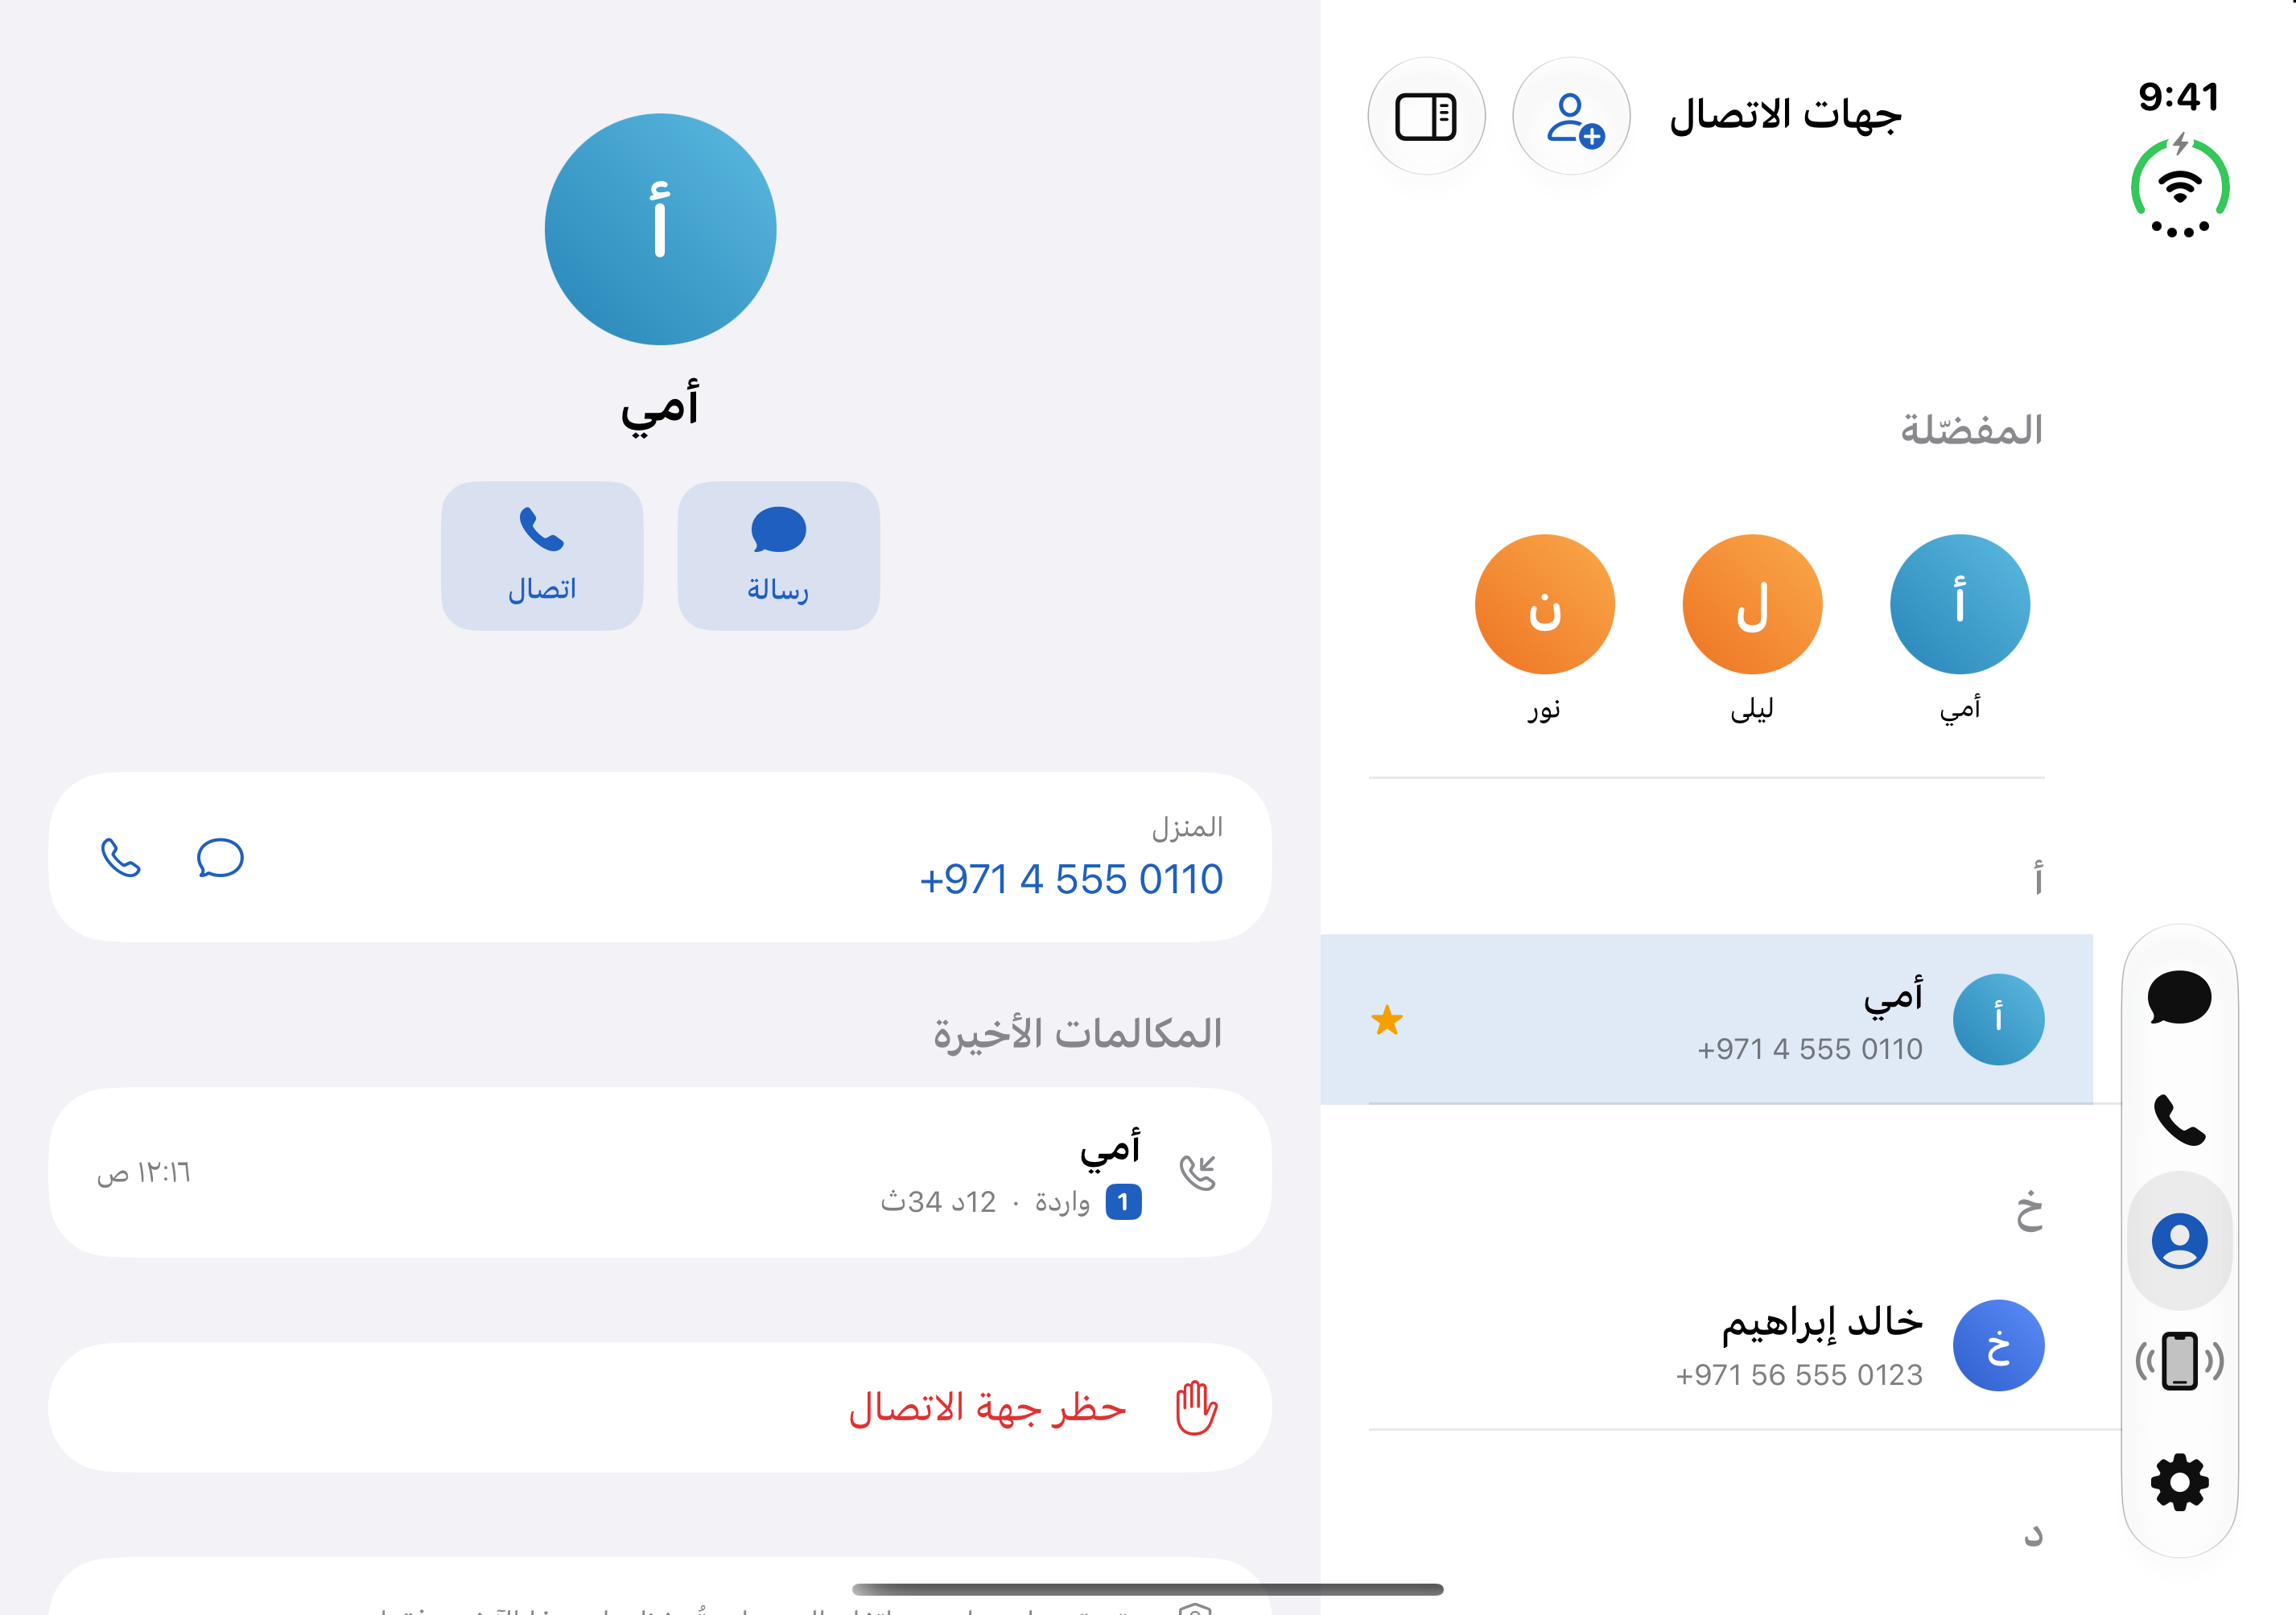 9:41
جهات الاتصال
المفضّلة
أ
ل
ن
أمي
ليلى
نور
أ
أ
أمي
+971 4 555 0110
خ
خ
خالد إبراهيم
+971 56 555 0123
د
أ
أمي
رسالة
اتصال
المنزل
+971 4 555 0110
المكالمات الأخيرة
أمي
1 واردة · 12د 34ث
١٢:١٦ ص
حظر جهة الاتصال